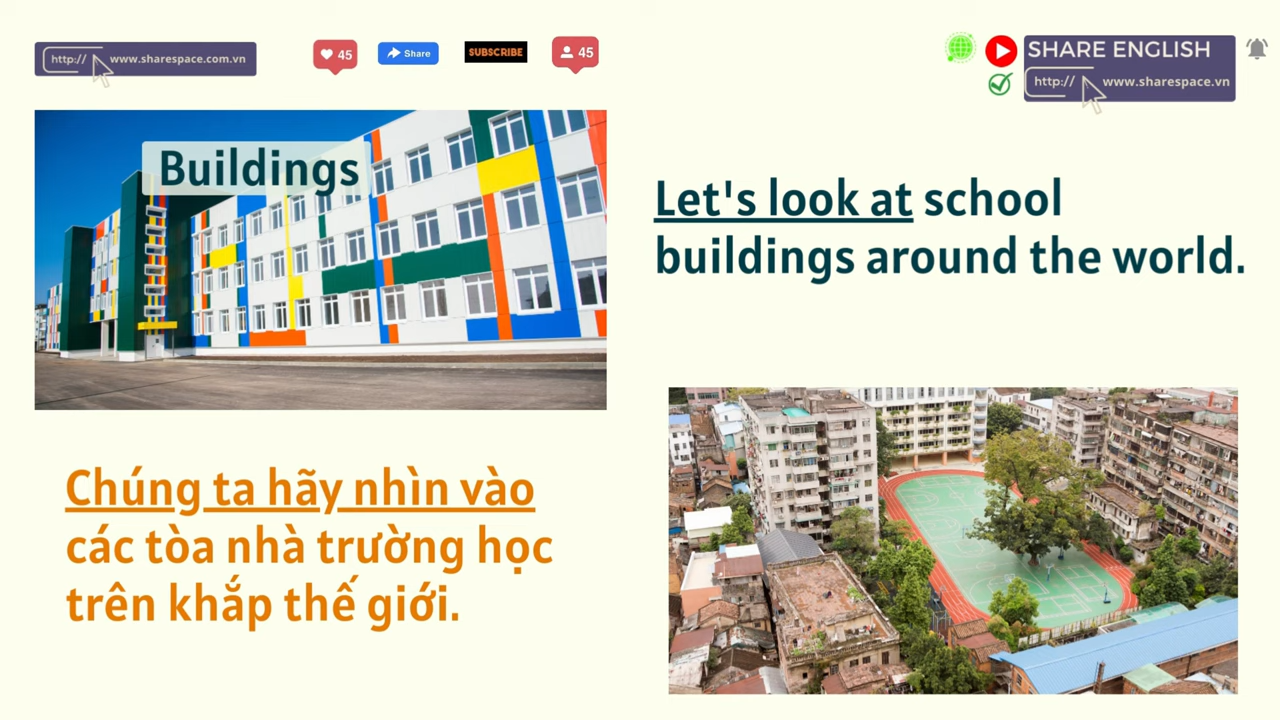 http:// www.sharespace.com.vn
45
Share
SUBSCRIBE
45
SHARE ENGLISH
http:// www.sharespace.vn
Buildings
Let's look at school
buildings around the world.
Chúng ta hãy nhìn vào
các tòa nhà trường học
trên khắp thế giới.